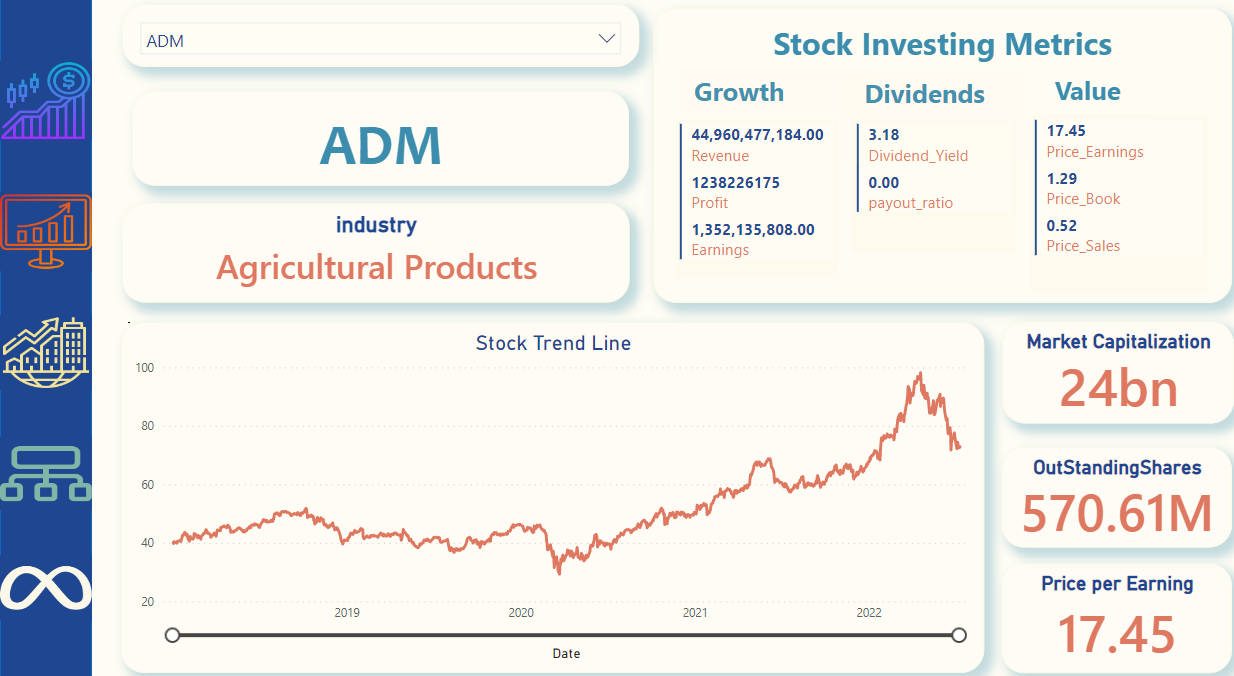 ADM
ADM
industry
Agricultural Products
Stock Investing Metrics
Growth
44,960,477,184.00
Revenue
1238226175
Profit
1,352,135,808.00
Earnings
Dividends
3.18
Dividend_Yield
0.00
payout_ratio
Value
17.45
Price_Earnings
1.29
Price_Book
0.52
Price_Sales
Stock Trend Line
100
80
60
40
20
2019 2020 2021 2022
Date
Market Capitalization
24bn
OutStandingShares
570.61M
Price per Earning
17.45
$